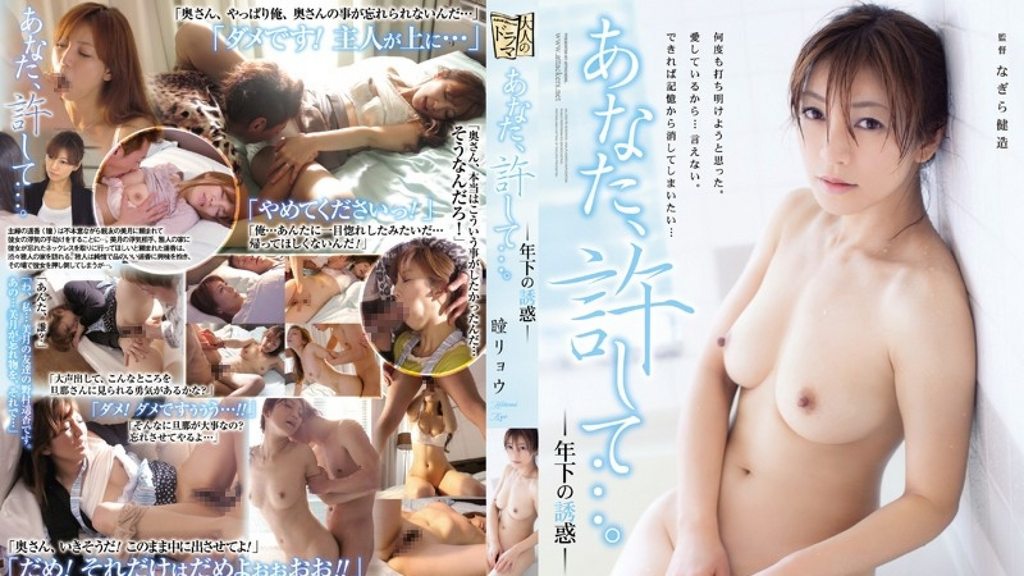 「奥さん、やっぱり俺、奥さんの事が忘れられないんだ…」
「ダメです! 主人が上に…」
あなた、許して…。
「奥さん、本当はこういう事がしたかったんだ…
そうなんだろ!」
「やめてくださいっ!」
「俺…あんたに一目惚れしたみたいだ…
帰ってほしくないんだ!」
「あんた、誰?」
「大声出して、こんなところを
旦那さんに見られる勇気があるかな?」
「ダメ! ダメですぅぅぅ…!!」
「そんなに旦那が大事なの?
忘れさせてやるよ…」
「奥さん、いきそうだ! このまま中に出させてよ!」
「だめ! それだけはだめよぉぉおお!!」
大人の
ドラマ
あなた、許して…。
―年下の誘惑―
瞳リョウ
www.attackers.net
監督 なぎら健造
何度も打ち明けようと思った。
愛しているから…言えない。
できれば記憶から消してしまいたい…
あなた、許して…。
―年下の誘惑―